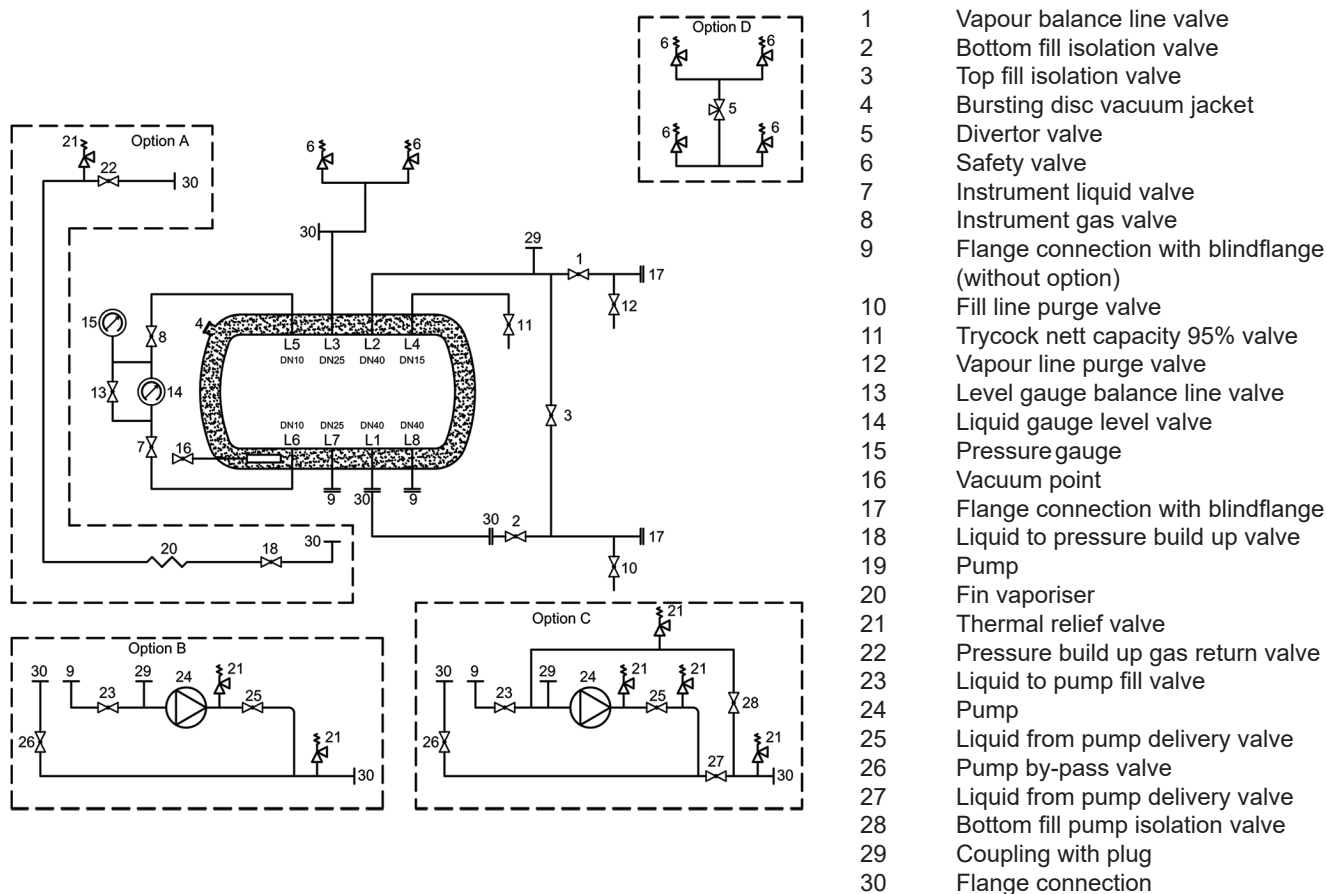 Option D
6 6
5
6 6
Option A
21
22
30
6 6
30
29
1
17
12
15
8
4
11
L5 L3 L2 L4
DN10 DN25 DN40 DN15
13
14
3
DN10 DN25 DN40 DN40
L6 L7 L1 L8
7
16
9 30 9
30 2
17
10
30
20 18
Option B
30 9 29 24 21
23 25
26
21
30
Option C
21
30 9 29 24 21 21
23 25
28
26
21
27
30
1 Vapour balance line valve
2 Bottom fill isolation valve
3 Top fill isolation valve
4 Bursting disc vacuum jacket
5 Divertor valve
6 Safety valve
7 Instrument liquid valve
8 Instrument gas valve
9 Flange connection with blindflange
(without option)
10 Fill line purge valve
11 Trycock nett capacity 95% valve
12 Vapour line purge valve
13 Level gauge balance line valve
14 Liquid gauge level valve
15 Pressure gauge
16 Vacuum point
17 Flange connection with blindflange
18 Liquid to pressure build up valve
19 Pump
20 Fin vaporiser
21 Thermal relief valve
22 Pressure build up gas return valve
23 Liquid to pump fill valve
24 Pump
25 Liquid from pump delivery valve
26 Pump by-pass valve
27 Liquid from pump delivery valve
28 Bottom fill pump isolation valve
29 Coupling with plug
30 Flange connection